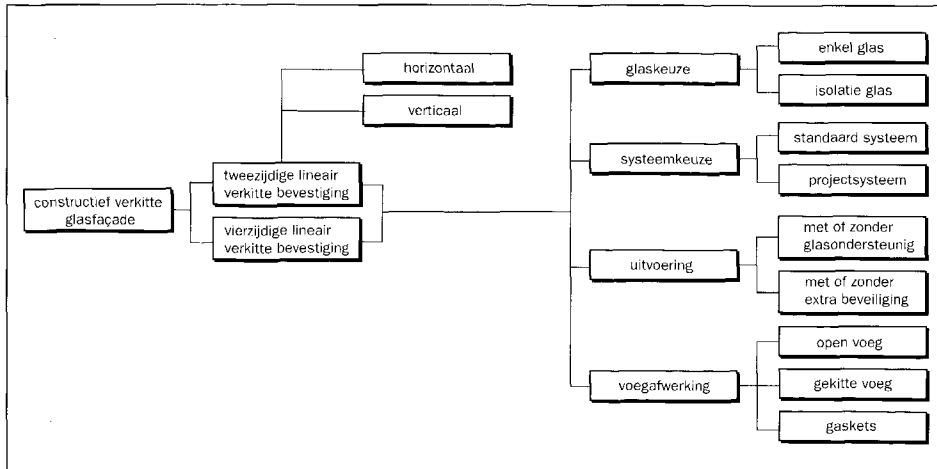 constructief verkitte
glasfaçade
tweezijdige lineair
verkitte bevestiging
vierzijdige lineair
verkitte bevestiging
horizontaal
verticaal
glaskeuze
enkel glas
isolatie glas
systeemkeuze
standaard systeem
projectsysteem
uitvoering
met of zonder
glasondersteunig
met of zonder
extra beveiliging
voegafwerking
open voeg
gekitte voeg
gaskets